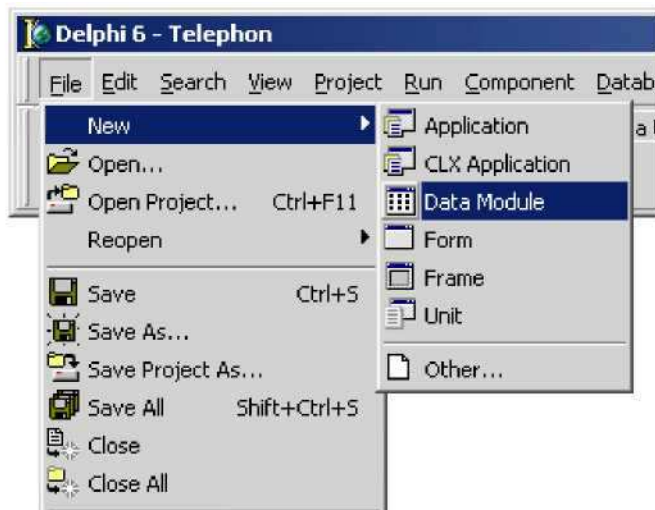 Delphi 6 - Telephon
File Edit Search View Project Run Component Datab
New
Open...
Open Project... Ctrl+F11
Reopen
Save Ctrl+S
Save As...
Save Project As...
Save All Shift+Ctrl+S
Close
Close All
Application
CLX Application
Data Module
Form
Frame
Unit
Other...
a